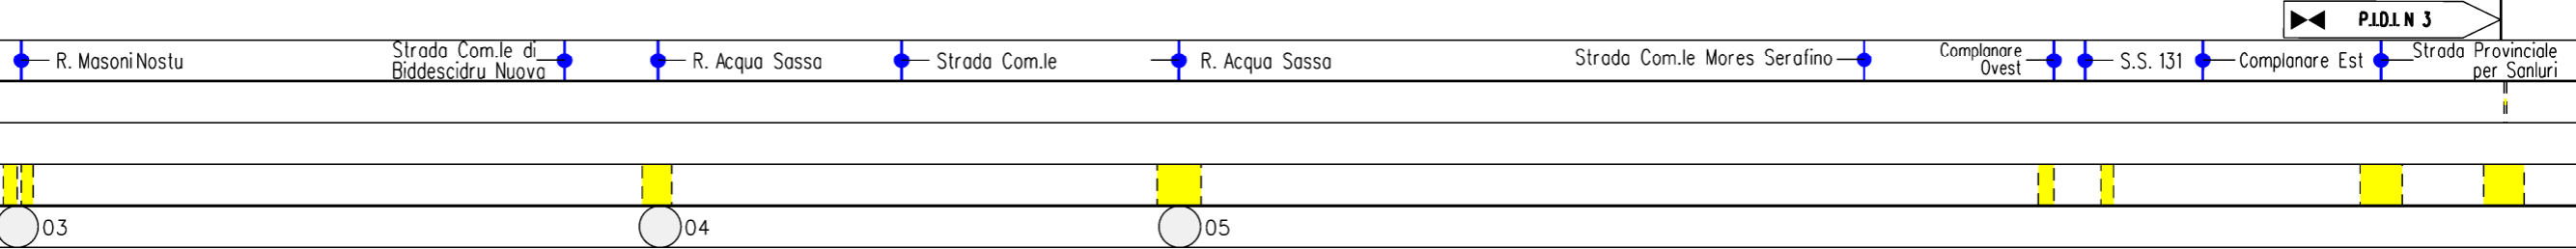 P.I.D.I. N 3
R. Masoni Nostu
Strada Com.le di
Biddescidru Nuova
R. Acqua Sassa
Strada Com.le
R. Acqua Sassa
Strada Com.le Mores Serafino
Complanare
Ovest
S.S. 131
Complanare Est
Strada Provinciale
per Sanluri
03
04
05